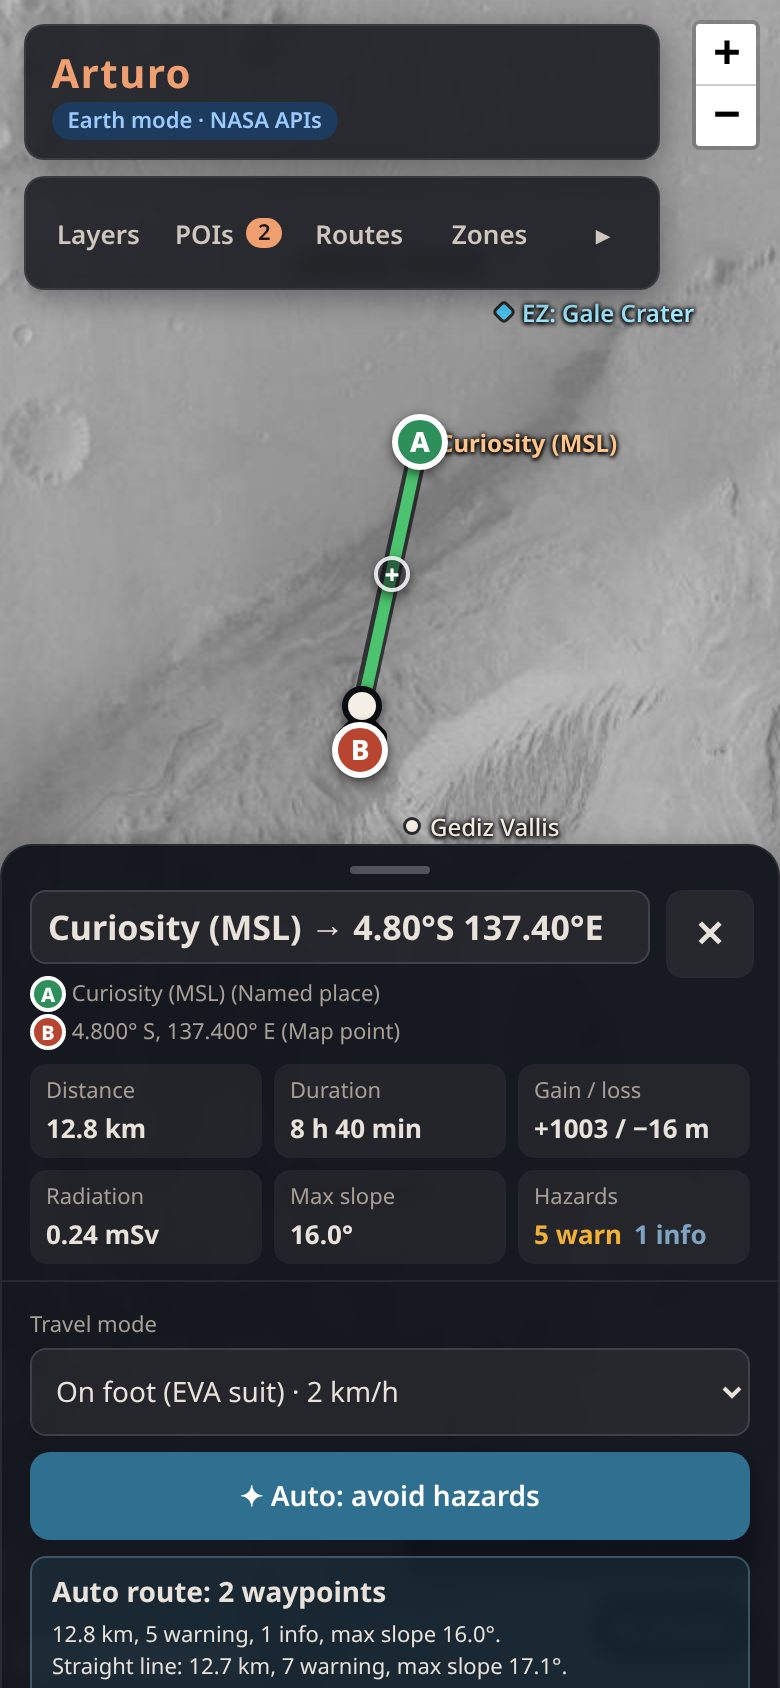 Arturo
Earth mode · NASA APIs
+
−
Layers POIs 2 Routes Zones ▸
EZ: Gale Crater
A Curiosity (MSL)
+
B
Gediz Vallis
Curiosity (MSL) → 4.80°S 137.40°E ✕
A Curiosity (MSL) (Named place)
B 4.800° S, 137.400° E (Map point)
Distance Duration Gain / loss
12.8 km 8 h 40 min +1003 / −16 m
Radiation Max slope Hazards
0.24 mSv 16.0° 5 warn 1 info
Travel mode
On foot (EVA suit) · 2 km/h
✦ Auto: avoid hazards
Auto route: 2 waypoints
12.8 km, 5 warning, 1 info, max slope 16.0°.
Straight line: 12.7 km, 7 warning, max slope 17.1°.